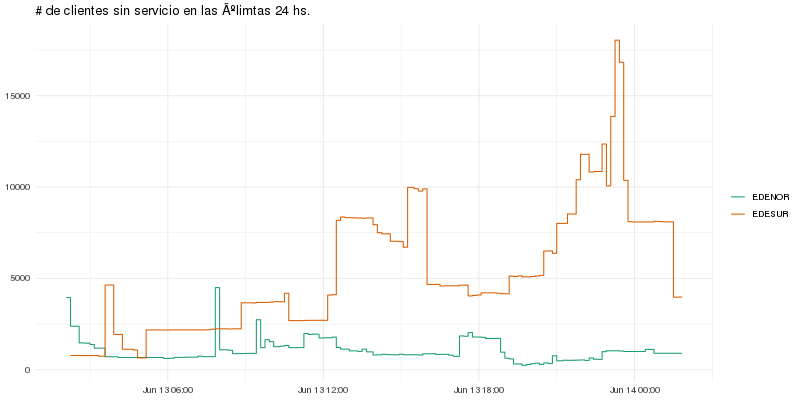 # de clientes sin servicio en las Ãºlimtas 24 hs.
15000
10000
5000
0
Jun 13 06:00
Jun 13 12:00
Jun 13 18:00
Jun 14 00:00
EDENOR
EDESUR